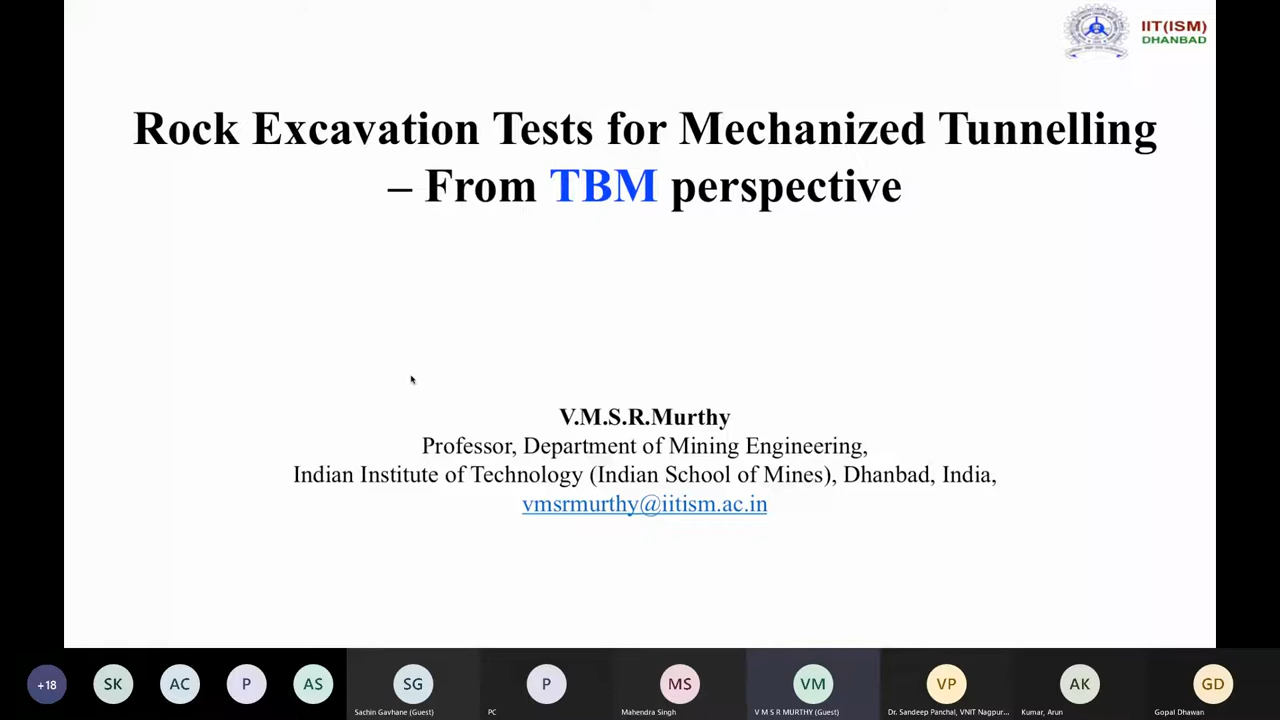 IIT(ISM)
DHANBAD
Rock Excavation Tests for Mechanized Tunnelling
– From TBM perspective
V.M.S.R.Murthy
Professor, Department of Mining Engineering,
Indian Institute of Technology (Indian School of Mines), Dhanbad, India,
vmsrmurthy@iitism.ac.in
+18
SK
AC
P
AS
SG
P
MS
VM
VP
AK
GD
Sachin Gavhane (Guest)
PC
Mahendra Singh
V M S R MURTHY (Guest)
Dr. Sandeep Panchal, VNIT Nagpur...
Kumar, Arun
Gopal Dhawan